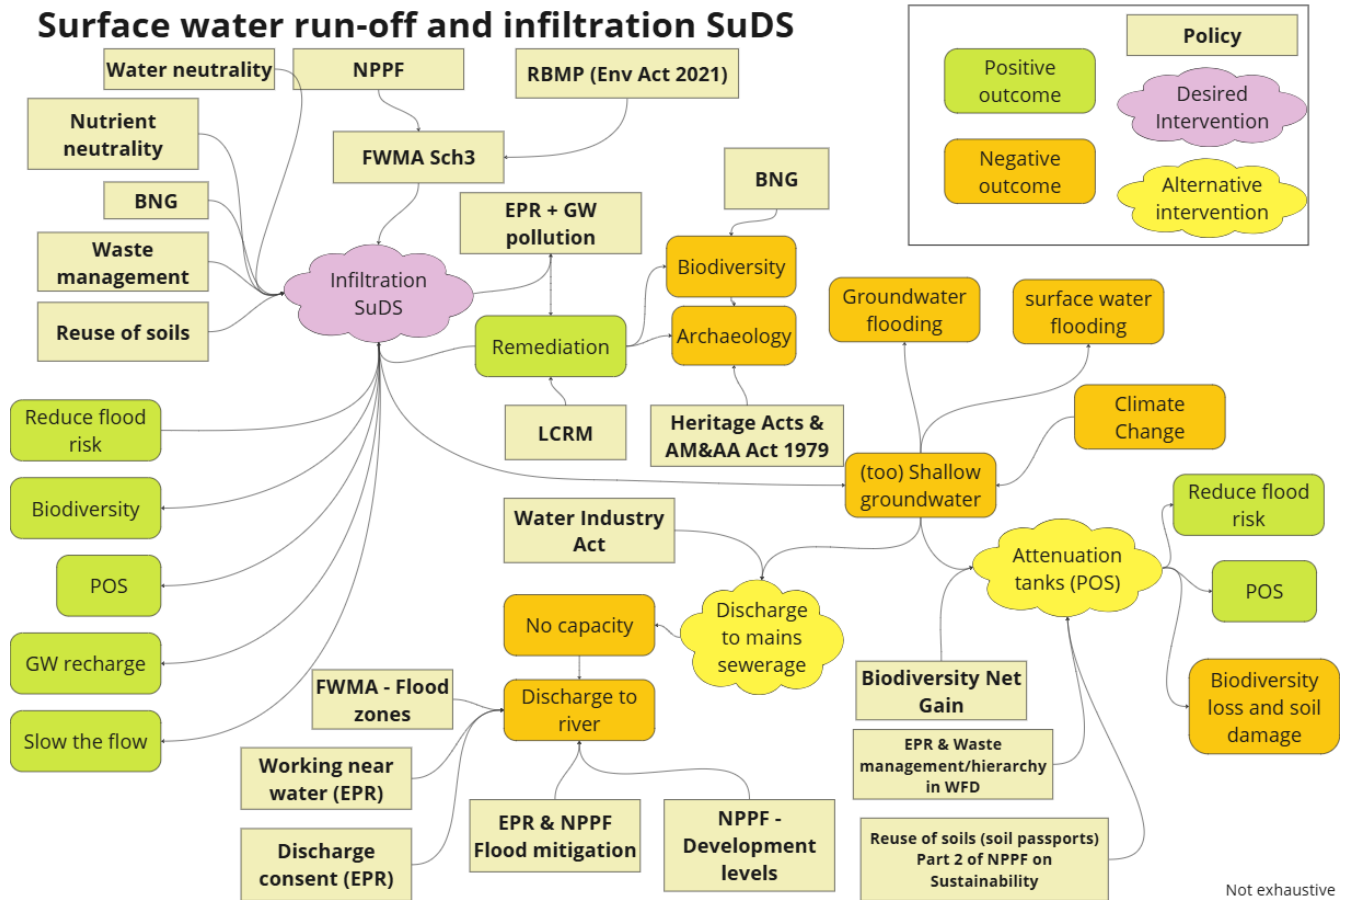 Surface water run-off and infiltration SuDS
Water neutrality
NPPF
RBMP (Env Act 2021)
Policy
Positive
outcome
Desired
Intervention
Negative
outcome
Alternative
intervention
Nutrient
neutrality
FWMA Sch3
BNG
BNG
EPR + GW
pollution
Waste
management
Reuse of soils
Infiltration
SuDS
Biodiversity
Archaeology
Remediation
LCRM
Heritage Acts &
AM&AA Act 1979
Groundwater
flooding
surface water
flooding
Climate
Change
(too) Shallow
groundwater
Reduce flood
risk
Biodiversity
POS
GW recharge
Slow the flow
Water Industry
Act
Discharge
to mains
sewerage
No capacity
Discharge to
river
FWMA - Flood
zones
Working near
water (EPR)
Discharge
consent (EPR)
EPR & NPPF
Flood mitigation
NPPF -
Development
levels
Attenuation
tanks (POS)
Reduce flood
risk
POS
Biodiversity
loss and soil
damage
Biodiversity Net
Gain
EPR & Waste
management/hierarchy
in WFD
Reuse of soils (soil passports)
Part 2 of NPPF on
Sustainability
Not exhaustive